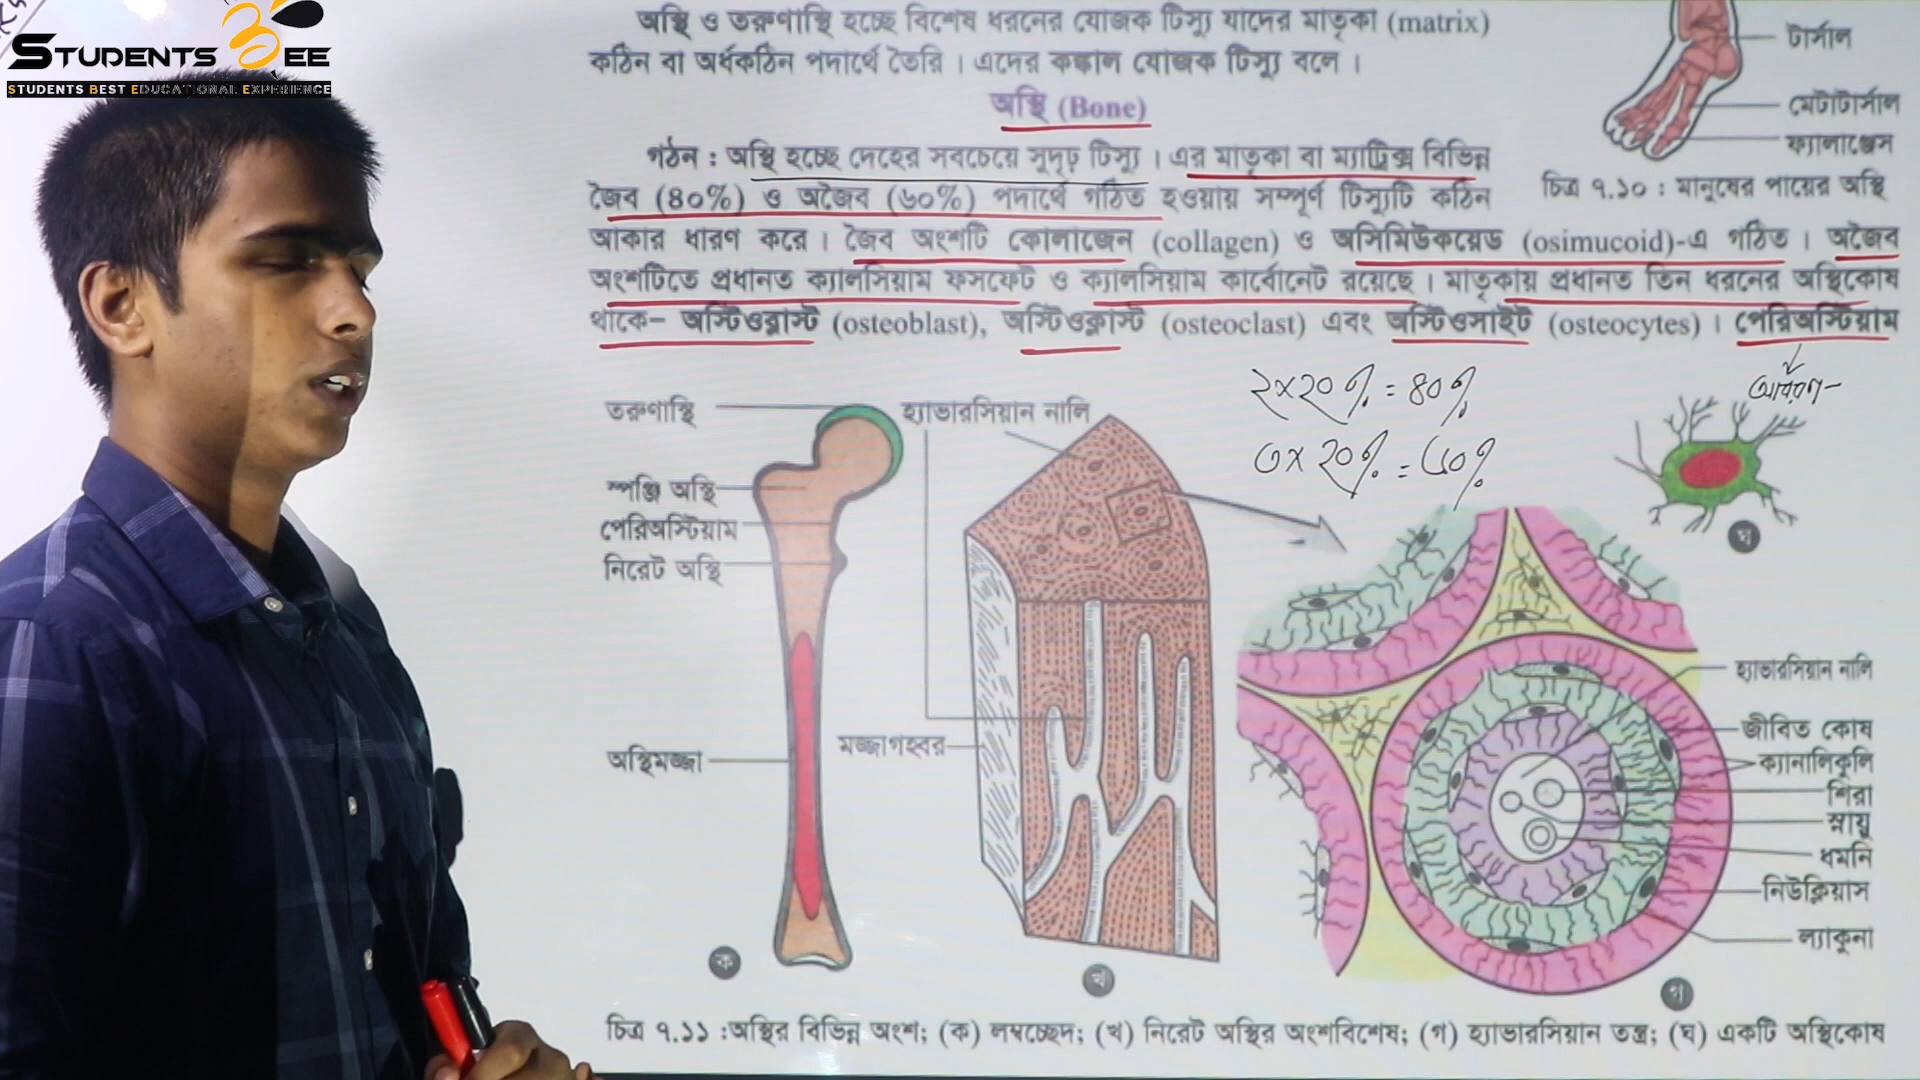 STUDENTS BEE
STUDENTS BEST EDUCATIONAL EXPERIENCE
অস্থি ও তরুণাস্থি হচ্ছে বিশেষ ধরনের যোজক টিস্যু যাদের মাতৃকা (matrix)
কঠিন বা অর্ধকঠিন পদার্থে তৈরি । এদের কঙ্কাল যোজক টিস্যু বলে ।
অস্থি (Bone)
গঠন : অস্থি হচ্ছে দেহের সবচেয়ে সুদৃঢ় টিস্যু । এর মাতৃকা বা ম্যাট্রিক্স বিভিন্ন
জৈব (৪০%) ও অজৈব (৬০%) পদার্থে গঠিত হওয়ায় সম্পূর্ণ টিস্যুটি কঠিন
আকার ধারণ করে । জৈব অংশটি কোলাজেন (collagen) ও অসিমিউকয়েড (osimucoid)-এ গঠিত । অজৈব
অংশটিতে প্রধানত ক্যালসিয়াম ফসফেট ও ক্যালসিয়াম কার্বোনেট রয়েছে । মাতৃকায় প্রধানত তিন ধরনের অস্থিকোষ
থাকে– অস্টিওব্লাস্ট (osteoblast), অস্টিওক্লাস্ট (osteoclast) এবং অস্টিওসাইট (osteocytes) । পেরিঅস্টিয়াম
টার্সাল
মেটাটার্সাল
ফ্যালাঞ্জেস
চিত্র ৭.১০ : মানুষের পায়ের অস্থি
২×২০% = ৪০%
৩×২০% = ৬০%
আবরণ-
তরুণাস্থি
স্পঞ্জি অস্থি
পেরিঅস্টিয়াম
নিরেট অস্থি
অস্থিমজ্জা
ক
হ্যাভারসিয়ান নালি
মজ্জাগহ্বর
খ
ঘ
হ্যাভারসিয়ান নালি
জীবিত কোষ
ক্যানালিকুলি
শিরা
স্নায়ু
ধমনি
নিউক্লিয়াস
ল্যাকুনা
গ
চিত্র ৭.১১ :অস্থির বিভিন্ন অংশ; (ক) লম্বচ্ছেদ; (খ) নিরেট অস্থির অংশবিশেষ; (গ) হ্যাভারসিয়ান তন্ত্র; (ঘ) একটি অস্থিকোষ